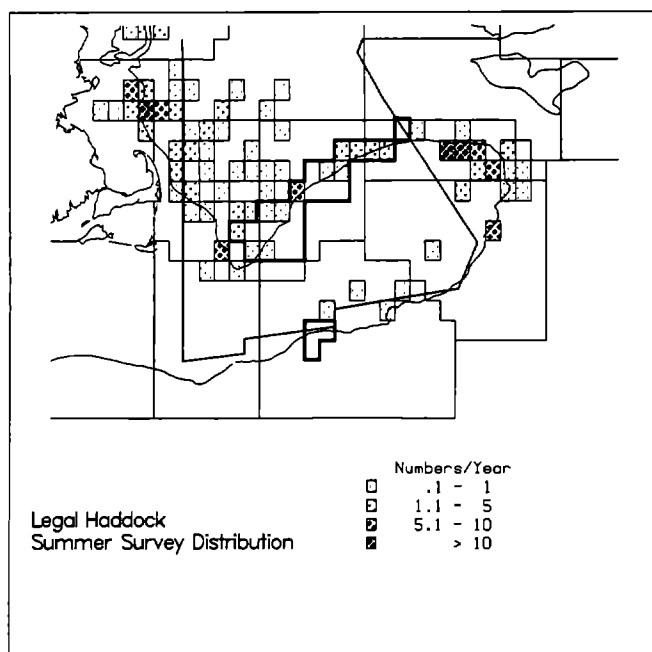 Numbers/Year
.1 - 1
1.1 - 5
5.1 - 10
> 10
Legal Haddock
Summer Survey Distribution